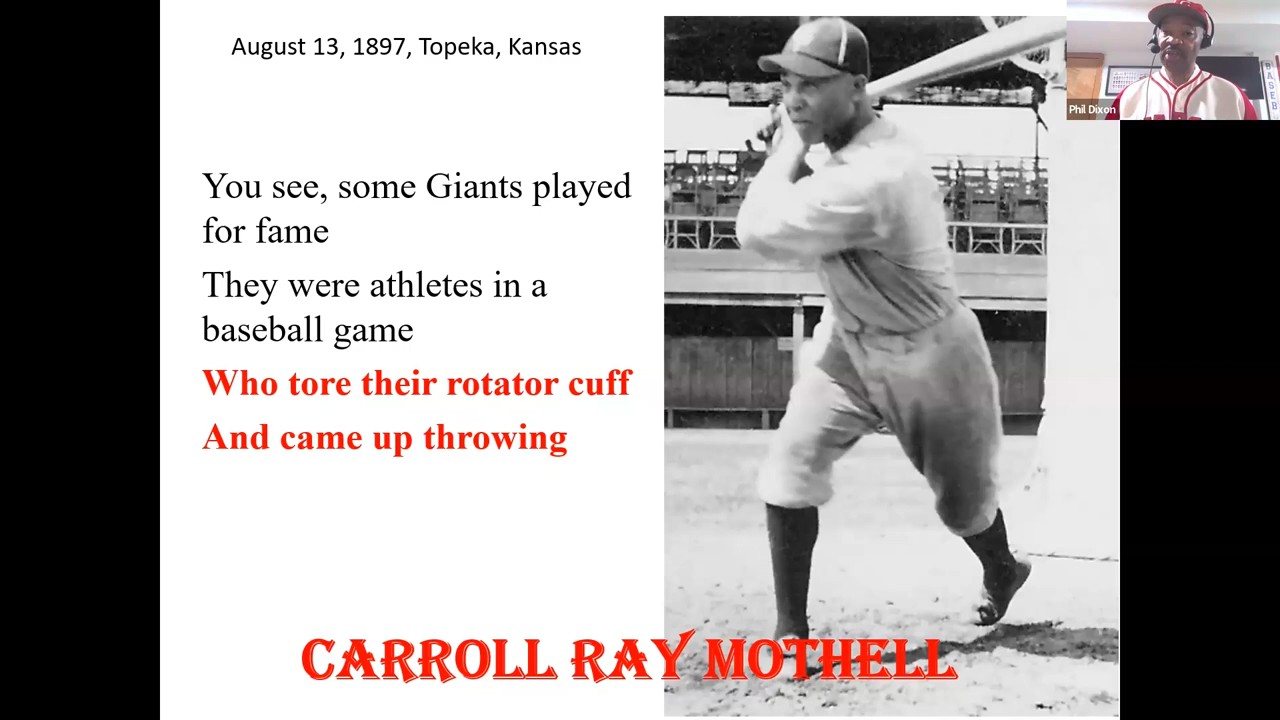 August 13, 1897, Topeka, Kansas
You see, some Giants played
for fame
They were athletes in a
baseball game
Who tore their rotator cuff
And came up throwing
CARROLL RAY MOTHELL
Phil Dixon